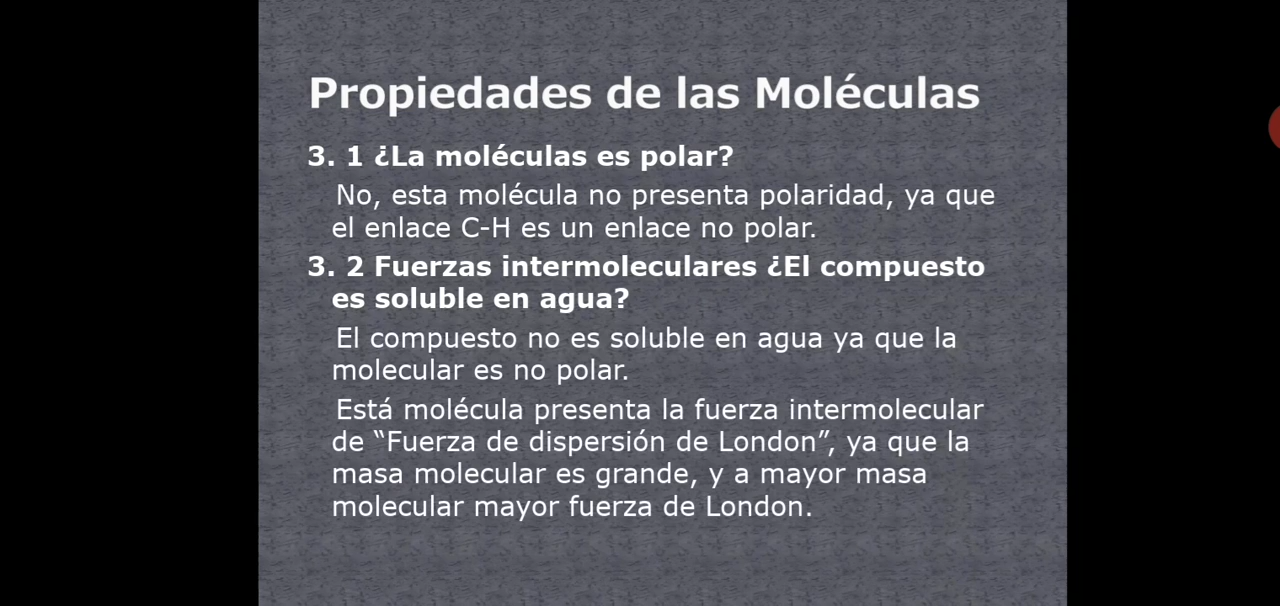 Propiedades de las Moléculas
3. 1 ¿La moléculas es polar?
No, esta molécula no presenta polaridad, ya que
el enlace C-H es un enlace no polar.
3. 2 Fuerzas intermoleculares ¿El compuesto
es soluble en agua?
El compuesto no es soluble en agua ya que la
molecular es no polar.
Está molécula presenta la fuerza intermolecular
de “Fuerza de dispersión de London”, ya que la
masa molecular es grande, y a mayor masa
molecular mayor fuerza de London.